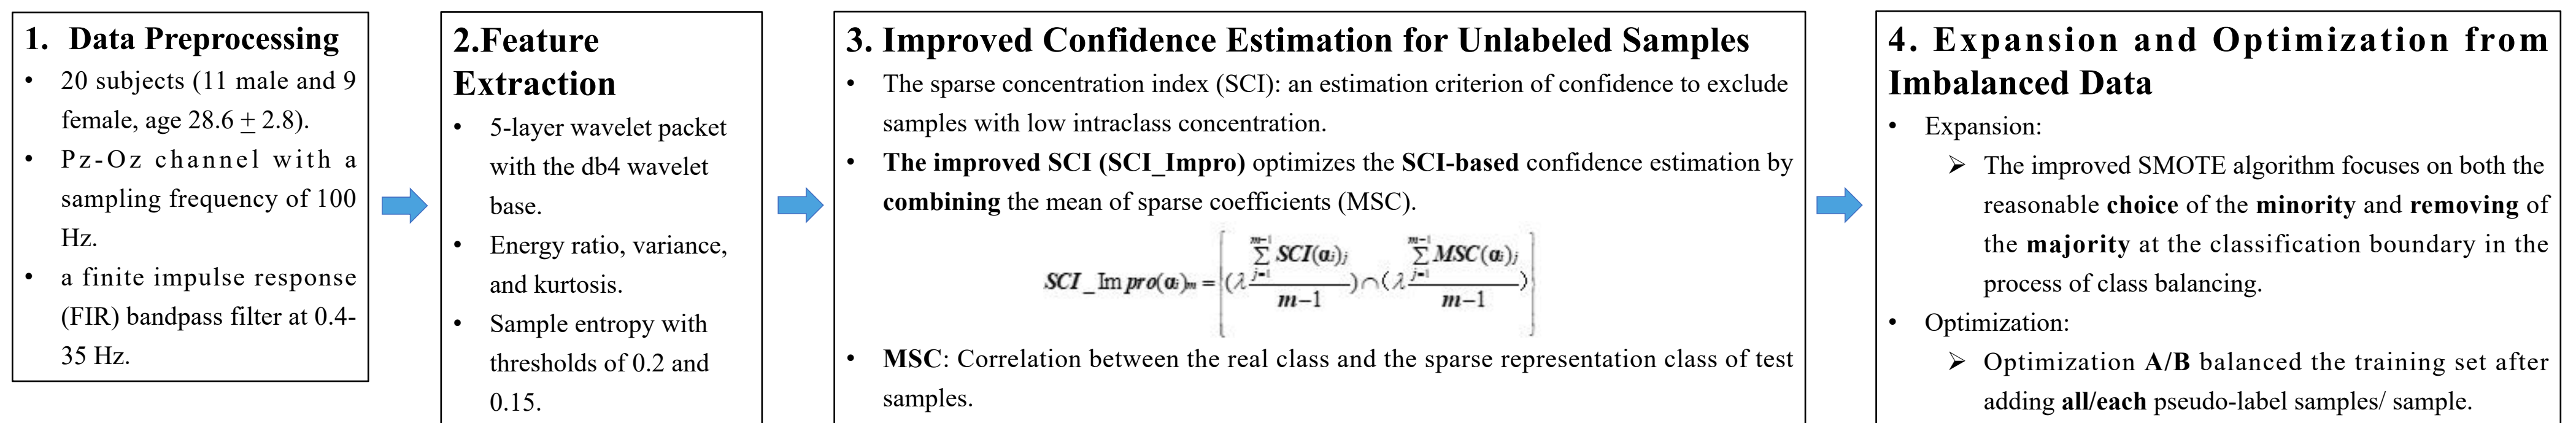 1. Data Preprocessing
• 20 subjects (11 male and 9
female, age 28.6 ± 2.8).
• Pz-Oz channel with a
sampling frequency of 100
Hz.
• a finite impulse response
(FIR) bandpass filter at 0.4-
35 Hz.
2.Feature
Extraction
• 5-layer wavelet packet
with the db4 wavelet
base.
• Energy ratio, variance,
and kurtosis.
• Sample entropy with
thresholds of 0.2 and
0.15.
3. Improved Confidence Estimation for Unlabeled Samples
• The sparse concentration index (SCI): an estimation criterion of confidence to exclude
samples with low intraclass concentration.
• The improved SCI (SCI_Impro) optimizes the SCI-based confidence estimation by
combining the mean of sparse coefficients (MSC).
SCI_Impro(αi)m = [(λ ∑_{j=1}^{m−1} SCI(αi)j / m−1) ∩ (λ ∑_{j=1}^{m−1} MSC(αi)j / m−1)]
• MSC: Correlation between the real class and the sparse representation class of test
samples.
4. Expansion and Optimization from
Imbalanced Data
• Expansion:
➢ The improved SMOTE algorithm focuses on both the
reasonable choice of the minority and removing of
the majority at the classification boundary in the
process of class balancing.
• Optimization:
➢ Optimization A/B balanced the training set after
adding all/each pseudo-label samples/ sample.